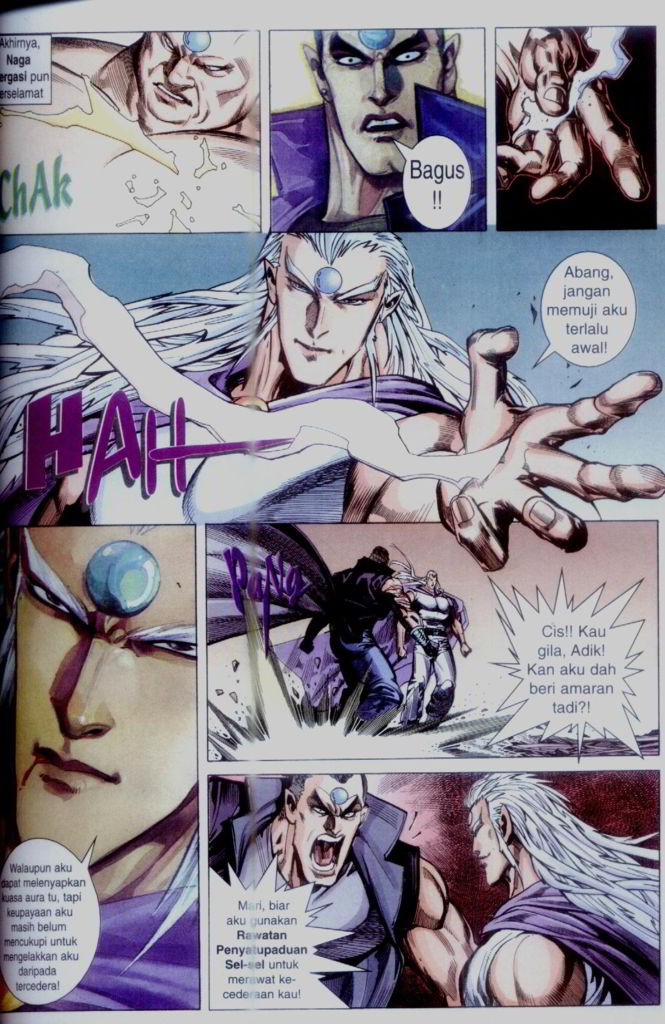 Akhirnya,
Naga
ergasi pun
erselamat
ChAk
Bagus
!!
Abang,
jangan
memuji aku
terlalu
awal!
HAH
PaNG
Cis!! Kau
gila, Adik!
Kan aku dah
beri amaran
tadi?!
Walaupun aku
dapat melenyapkan
kuasa aura tu, tapi
keupayaan aku
masih belum
mencukupi untuk
mengelakkan aku
daripada
tercedera!
Mari, biar
aku gunakan
Rawatan
Penyatupaduan
Sel-sel untuk
merawat ke-
cederaan kau!